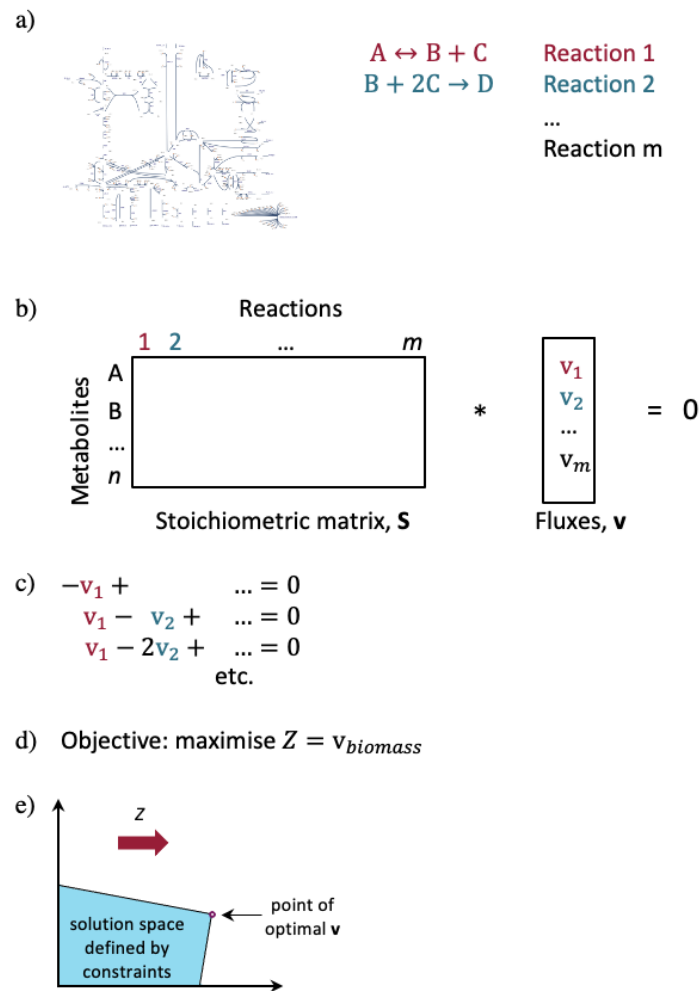 a)
A ↔ B + C Reaction 1
B + 2C → D Reaction 2
...
Reaction m
b)
Reactions
1 2 ... m
Metabolites
A
B
...
n
Stoichiometric matrix, S
*
v₁
v₂
...
vₘ
= 0
Fluxes, v
c) −v₁ + ... = 0
v₁ − v₂ + ... = 0
v₁ − 2v₂ + ... = 0
etc.
d) Objective: maximise Z = v_biomass
e)
Z
point of
optimal v
solution space
defined by
constraints